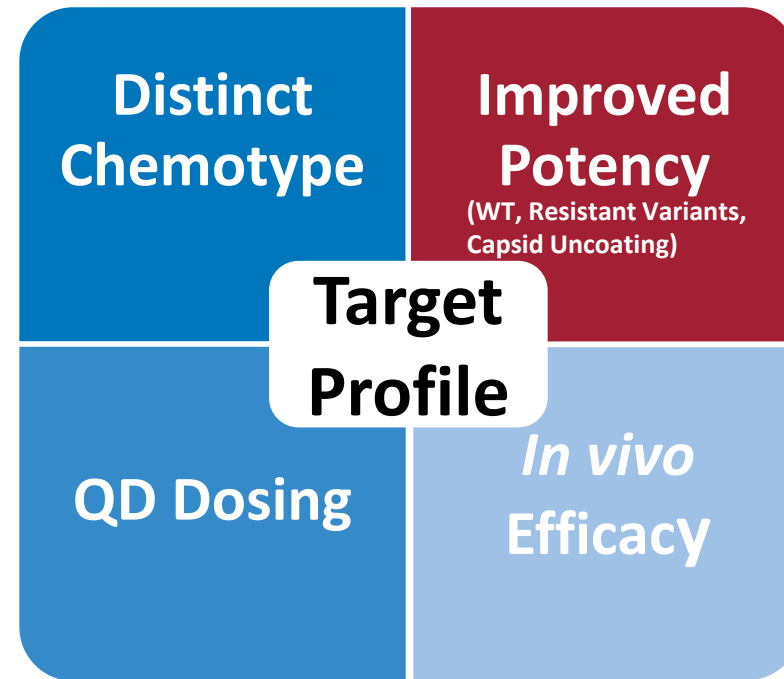 Distinct
Chemotype
Improved
Potency
(WT, Resistant Variants,
Capsid Uncoating)
Target
Profile
QD Dosing
In vivo
Efficacy